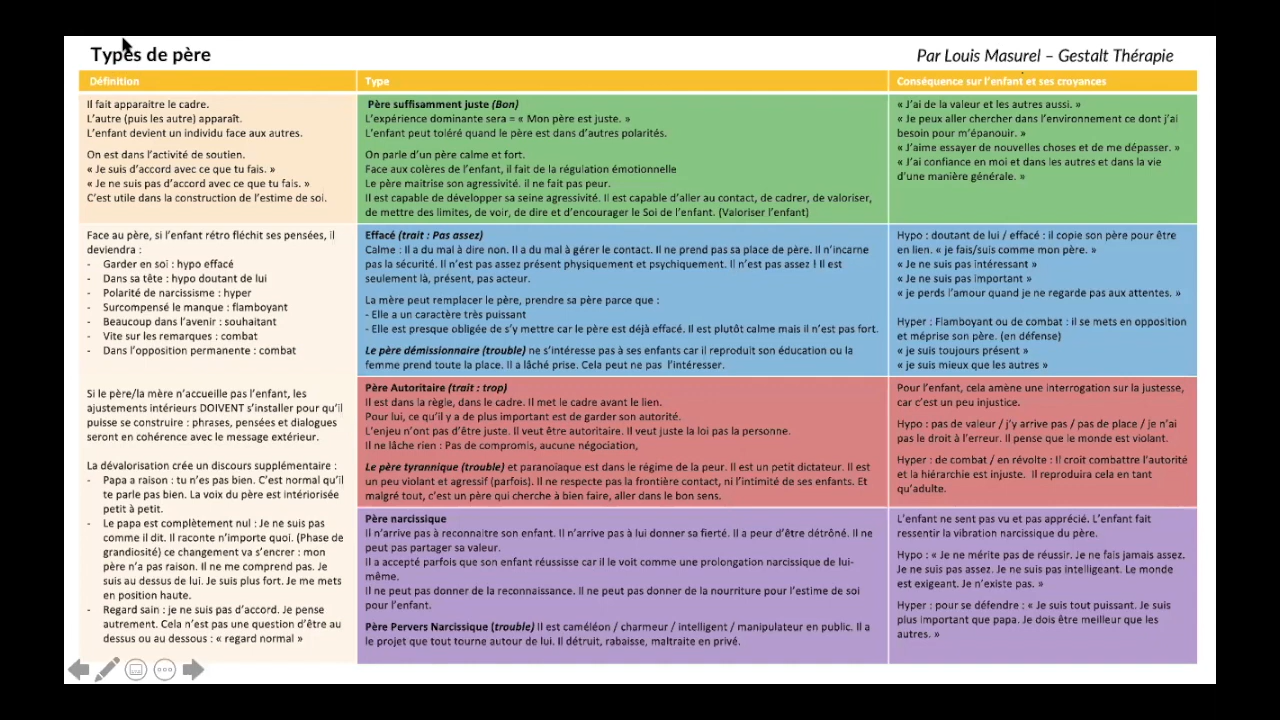 Types de père
Par Louis Masurel – Gestalt Thérapie
Définition
Type
Conséquence sur l'enfant et ses croyances
Il fait apparaitre le cadre.
L'autre (puis les autre) apparaît.
L'enfant devient un individu face aux autres.
On est dans l'activité de soutien.
« Je suis d'accord avec ce que tu fais. »
« Je ne suis pas d'accord avec ce que tu fais. »
C'est utile dans la construction de l'estime de soi.
Père suffisamment juste (Bon)
L'expérience dominante sera = « Mon père est juste. »
L'enfant peut toléré quand le père est dans d'autres polarités.
On parle d'un père calme et fort.
Face aux colères de l'enfant, il fait de la régulation émotionnelle
Le père maitrise son agressivité. il ne fait pas peur.
Il est capable de développer sa seine agressivité. Il est capable d'aller au contact, de cadrer, de valoriser,
de mettre des limites, de voir, de dire et d'encourager le Soi de l'enfant. (Valoriser l'enfant)
« J'ai de la valeur et les autres aussi. »
« Je peux aller chercher dans l'environnement ce dont j'ai
besoin pour m'épanouir. »
« J'aime essayer de nouvelles choses et de me dépasser. »
« J'ai confiance en moi et dans les autres et dans la vie
d'une manière générale. »
Face au père, si l'enfant rétro fléchit ses pensées, il
deviendra :
- Garder en soi : hypo effacé
- Dans sa tête : hypo doutant de lui
- Polarité de narcissisme : hyper
- Surcompensé le manque : flamboyant
- Beaucoup dans l'avenir : souhaitant
- Vite sur les remarques : combat
- Dans l'opposition permanente : combat
Effacé (trait : Pas assez)
Calme : Il a du mal à dire non. Il a du mal à gérer le contact. Il ne prend pas sa place de père. Il n'incarne
pas la sécurité. Il n'est pas assez présent physiquement et psychiquement. Il n'est pas assez ! Il est
seulement là, présent, pas acteur.
La mère peut remplacer le père, prendre sa père parce que :
- Elle a un caractère très puissant
- Elle est presque obligée de s'y mettre car le père est déjà effacé. Il est plutôt calme mais il n'est pas fort.
Le père démissionnaire (trouble) ne s'intéresse pas à ses enfants car il reproduit son éducation ou la
femme prend toute la place. Il a lâché prise. Cela peut ne pas l'intéresser.
Hypo : doutant de lui / effacé : il copie son père pour être
en lien. « je fais/suis comme mon père. »
« Je ne suis pas intéressant »
« Je ne suis pas important »
« je perds l'amour quand je ne regarde pas aux attentes. »
Hyper : Flamboyant ou de combat : il se mets en opposition
et méprise son père. (en défense)
« je suis toujours présent »
« je suis mieux que les autres »
Si le père/la mère n'accueille pas l'enfant, les
ajustements intérieurs DOIVENT s'installer pour qu'il
puisse se construire : phrases, pensées et dialogues
seront en cohérence avec le message extérieur.
La dévalorisation crée un discours supplémentaire :
- Papa a raison : tu n'es pas bien. C'est normal qu'il
te parle pas bien. La voix du père est intériorisée
petit à petit.
- Le papa est complètement nul : Je ne suis pas
comme il dit. Il raconte n'importe quoi. (Phase de
grandiosité) ce changement va s'encrer : mon
père n'a pas raison. Il ne me comprend pas. Je
suis au dessus de lui. Je suis plus fort. Je me mets
en position haute.
- Regard sain : je ne suis pas d'accord. Je pense
autrement. Cela n'est pas une question d'être au
dessus ou au dessous : « regard normal »
Père Autoritaire (trait : trop)
Il est dans la règle, dans le cadre. Il met le cadre avant le lien.
Pour lui, ce qu'il y a de plus important est de garder son autorité.
L'enjeu n'ont pas d'être juste. Il veut être autoritaire. Il veut juste la loi pas la personne.
Il ne lâche rien : Pas de compromis, aucune négociation,
Le père tyrannique (trouble) et paranoïaque est dans le régime de la peur. Il est un petit dictateur. Il est
un peu violant et agressif (parfois). Il ne respecte pas la frontière contact, ni l'intimité de ses enfants. Et
malgré tout, c'est un père qui cherche à bien faire, aller dans le bon sens.
Pour l'enfant, cela amène une interrogation sur la justesse,
car c'est un peu injustice.
Hypo : pas de valeur / j'y arrive pas / pas de place / je n'ai
pas le droit à l'erreur. Il pense que le monde est violant.
Hyper : de combat / en révolte : Il croit combattre l'autorité
et la hiérarchie est injuste. Il reproduira cela en tant
qu'adulte.
Père narcissique
Il n'arrive pas à reconnaitre son enfant. Il n'arrive pas à lui donner sa fierté. Il a peur d'être détrôné. Il ne
peut pas partager sa valeur.
Il a accepté parfois que son enfant réussisse car il le voit comme une prolongation narcissique de lui-
même.
Il ne peut pas donner de la reconnaissance. Il ne peut pas donner de la nourriture pour l'estime de soi
pour l'enfant.
Père Pervers Narcissique (trouble) Il est caméléon / charmeur / intelligent / manipulateur en public. Il a
le projet que tout tourne autour de lui. Il détruit, rabaisse, maltraite en privé.
L'enfant ne sent pas vu et pas apprécié. L'enfant fait
ressentir la vibration narcissique du père.
Hypo : « Je ne mérite pas de réussir. Je ne fais jamais assez.
Je ne suis pas assez. Je ne suis pas intelligeant. Le monde
est exigeant. Je n'existe pas. »
Hyper : pour se défendre : « Je suis tout puissant. Je suis
plus important que papa. Je dois être meilleur que les
autres. »